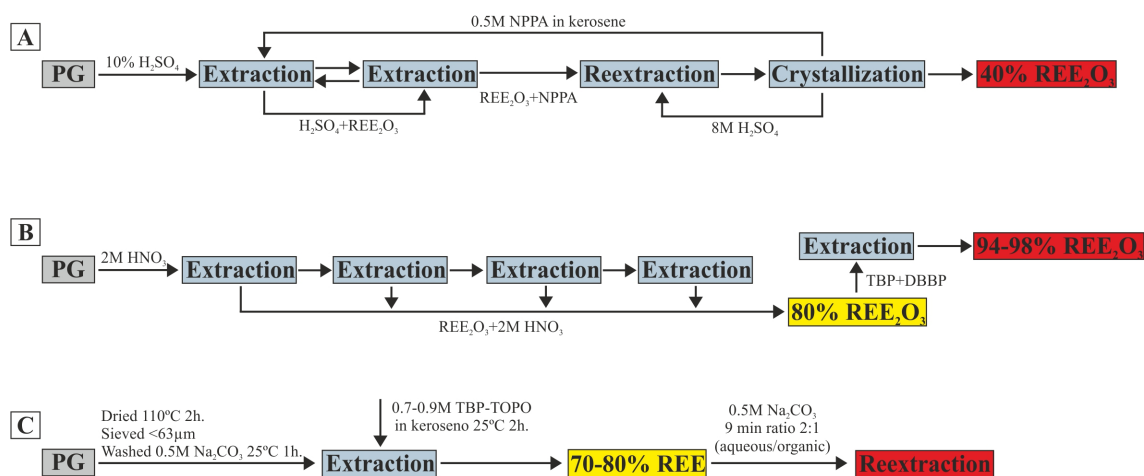 A
0.5M NPPA in kerosene
PG
10% H₂SO₄
Extraction
Extraction
REE₂O₃+NPPA
Reextraction
Crystallization
40% REE₂O₃
H₂SO₄+REE₂O₃
8M H₂SO₄
B
PG
2M HNO₃
Extraction
Extraction
Extraction
Extraction
Extraction
94-98% REE₂O₃
TBP+DBBP
80% REE₂O₃
REE₂O₃+2M HNO₃
C
PG
Dried 110ºC 2h.
Sieved <63µm
Washed 0.5M Na₂CO₃ 25ºC 1h.
Extraction
0.7-0.9M TBP-TOPO
in keroseno 25ºC 2h.
70-80% REE
0.5M Na₂CO₃
9 min ratio 2:1
(aqueous/organic)
Reextraction